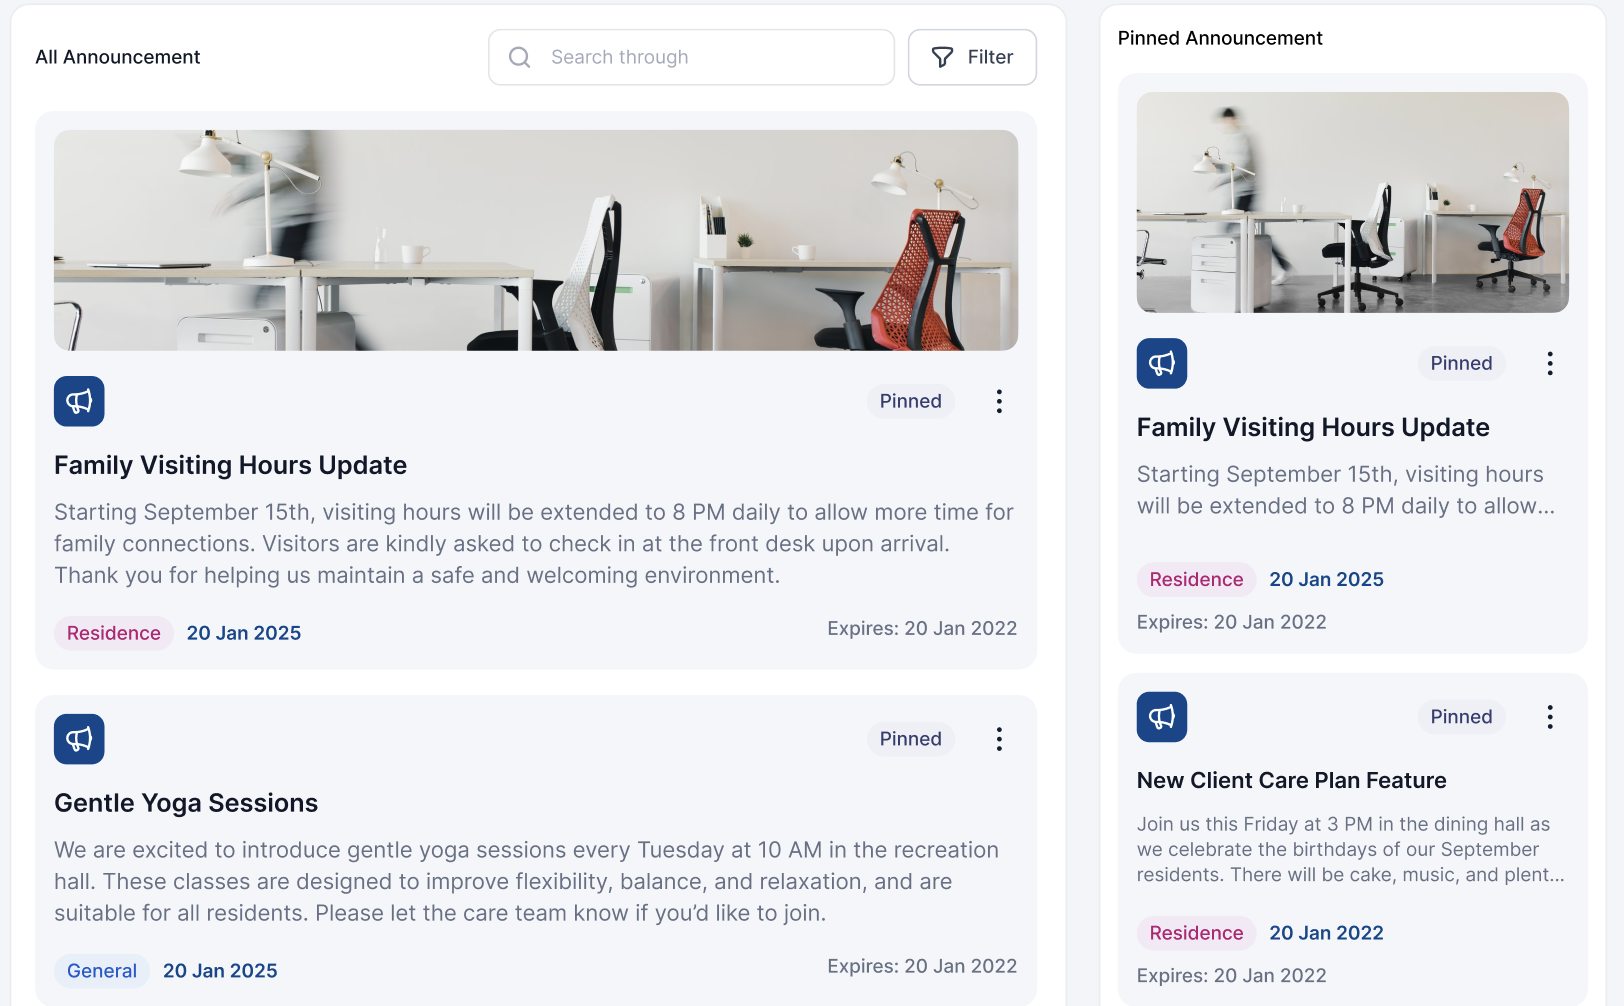 All Announcement
Search through
Filter
Pinned
Family Visiting Hours Update
Starting September 15th, visiting hours will be extended to 8 PM daily to allow more time for
family connections. Visitors are kindly asked to check in at the front desk upon arrival.
Thank you for helping us maintain a safe and welcoming environment.
Residence
20 Jan 2025
Expires: 20 Jan 2022
Pinned
Gentle Yoga Sessions
We are excited to introduce gentle yoga sessions every Tuesday at 10 AM in the recreation
hall. These classes are designed to improve flexibility, balance, and relaxation, and are
suitable for all residents. Please let the care team know if you’d like to join.
General
20 Jan 2025
Expires: 20 Jan 2022
Pinned Announcement
Pinned
Family Visiting Hours Update
Starting September 15th, visiting hours
will be extended to 8 PM daily to allow...
Residence
20 Jan 2025
Expires: 20 Jan 2022
Pinned
New Client Care Plan Feature
Join us this Friday at 3 PM in the dining hall as
we celebrate the birthdays of our September
residents. There will be cake, music, and plent...
Residence
20 Jan 2022
Expires: 20 Jan 2022